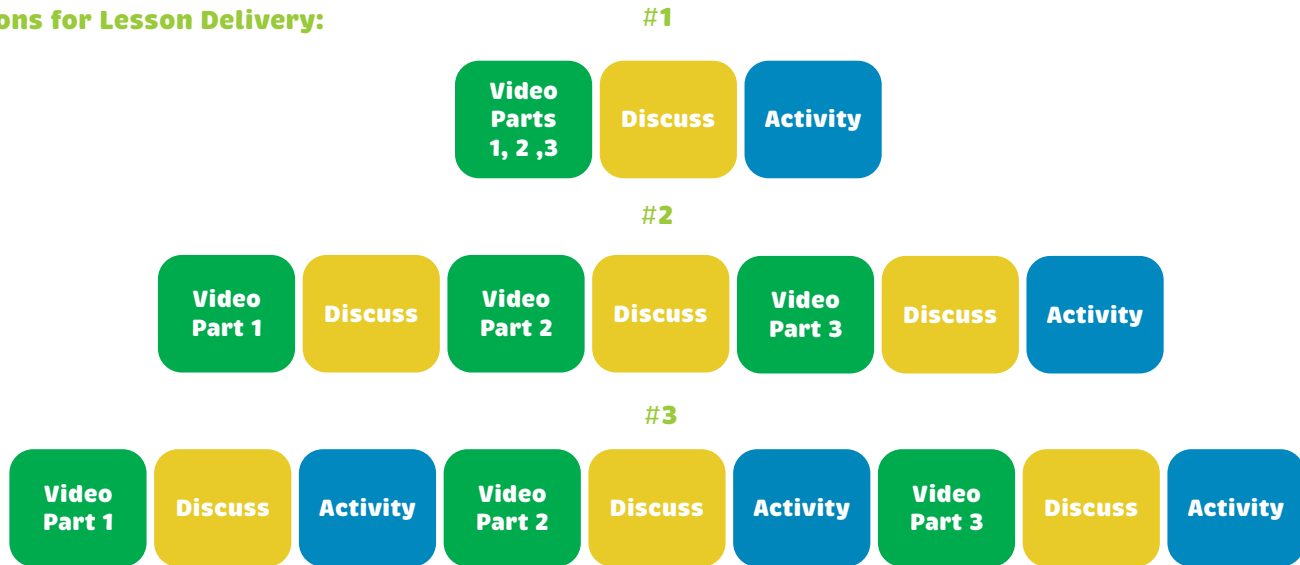 ons for Lesson Delivery:
#1
Video
Parts
1, 2 ,3
Discuss
Activity
#2
Video
Part 1
Discuss
Video
Part 2
Discuss
Video
Part 3
Discuss
Activity
#3
Video
Part 1
Discuss
Activity
Video
Part 2
Discuss
Activity
Video
Part 3
Discuss
Activity